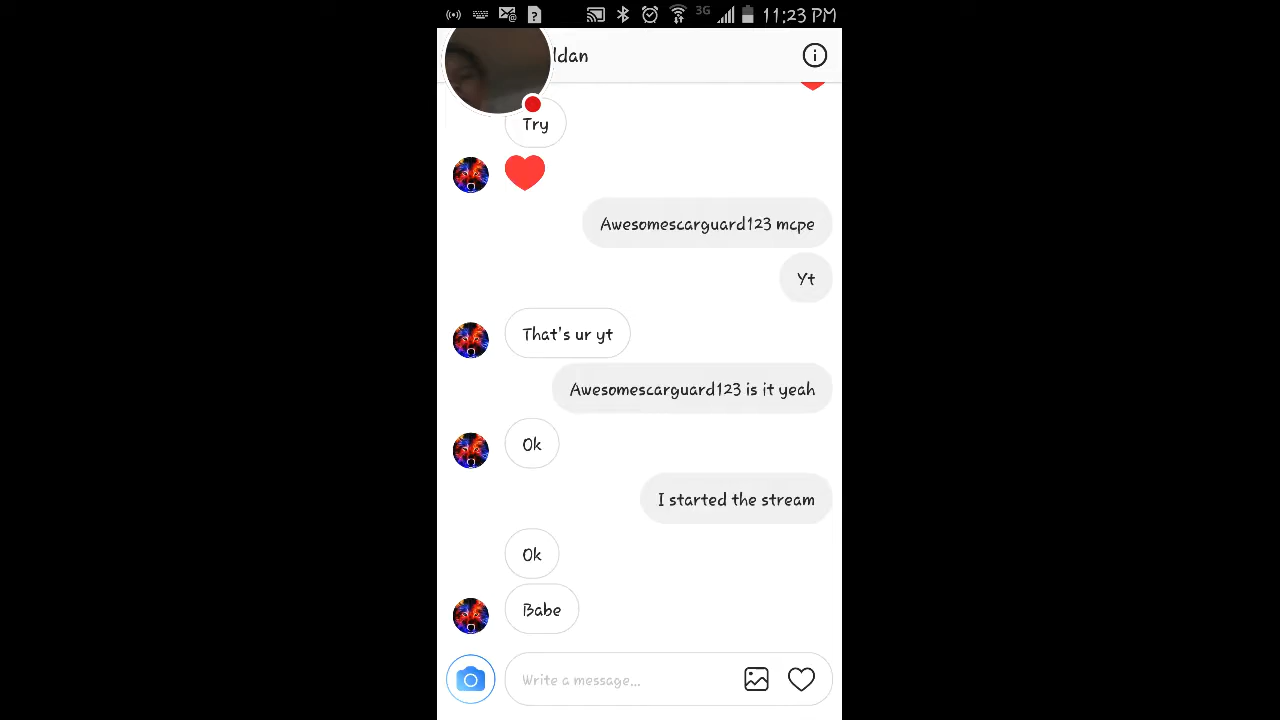 3G 11:23 PM
ldan
Try
Awesomescarguard123 mcpe
Yt
That's ur yt
Awesomescarguard123 is it yeah
Ok
I started the stream
Ok
Babe
Write a message...